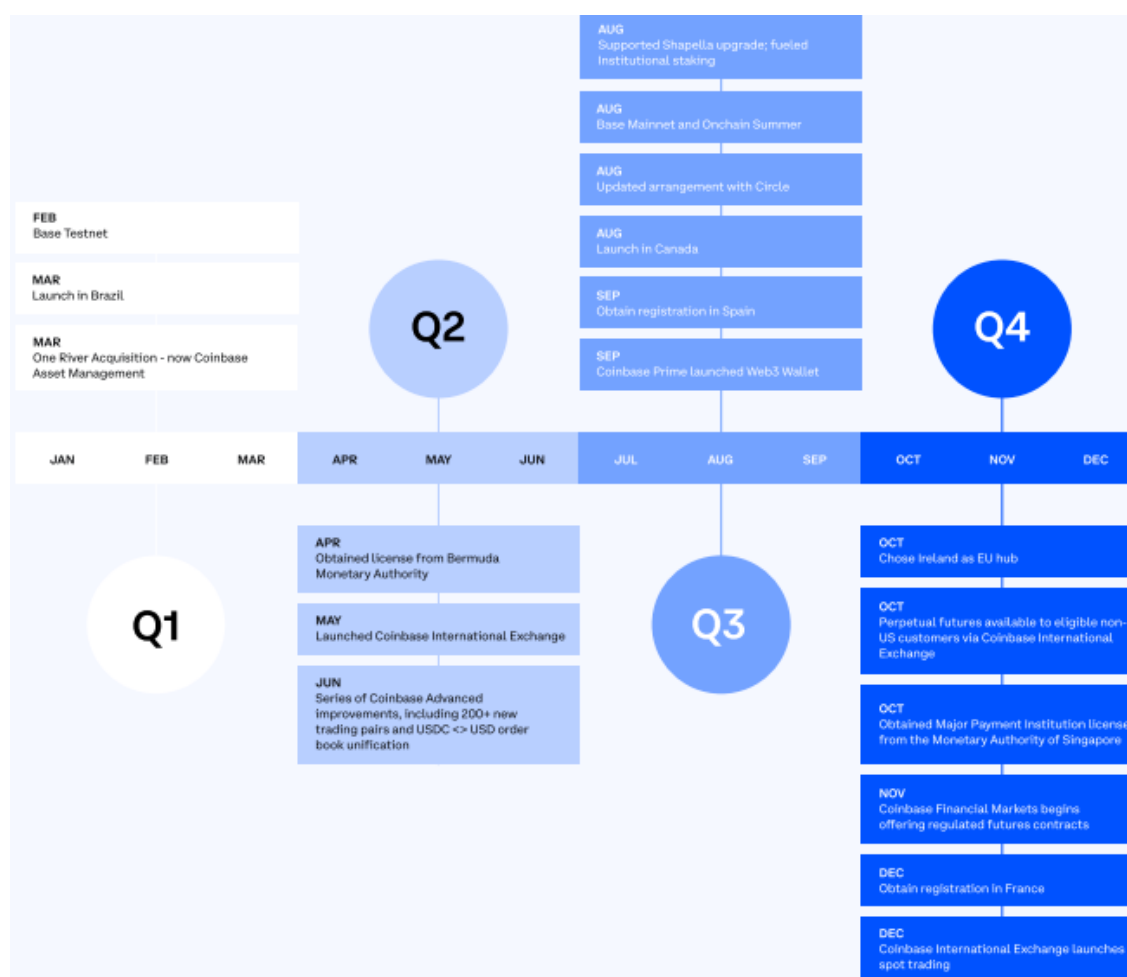 AUG
Supported Shapella upgrade; fueled
Institutional staking
AUG
Base Mainnet and Onchain Summer
AUG
Updated arrangement with Circle
AUG
Launch in Canada
SEP
Obtain registration in Spain
SEP
Coinbase Prime launched Web3 Wallet
FEB
Base Testnet
MAR
Launch in Brazil
MAR
One River Acquisition - now Coinbase
Asset Management
Q2
Q4
JAN FEB MAR APR MAY JUN JUL AUG SEP OCT NOV DEC
Q1
APR
Obtained license from Bermuda
Monetary Authority
MAY
Launched Coinbase International Exchange
JUN
Series of Coinbase Advanced
improvements, including 200+ new
trading pairs and USDC <> USD order
book unification
Q3
OCT
Chose Ireland as EU hub
OCT
Perpetual futures available to eligible non-
US customers via Coinbase International
Exchange
OCT
Obtained Major Payment Institution license
from the Monetary Authority of Singapore
NOV
Coinbase Financial Markets begins
offering regulated futures contracts
DEC
Obtain registration in France
DEC
Coinbase International Exchange launches
spot trading